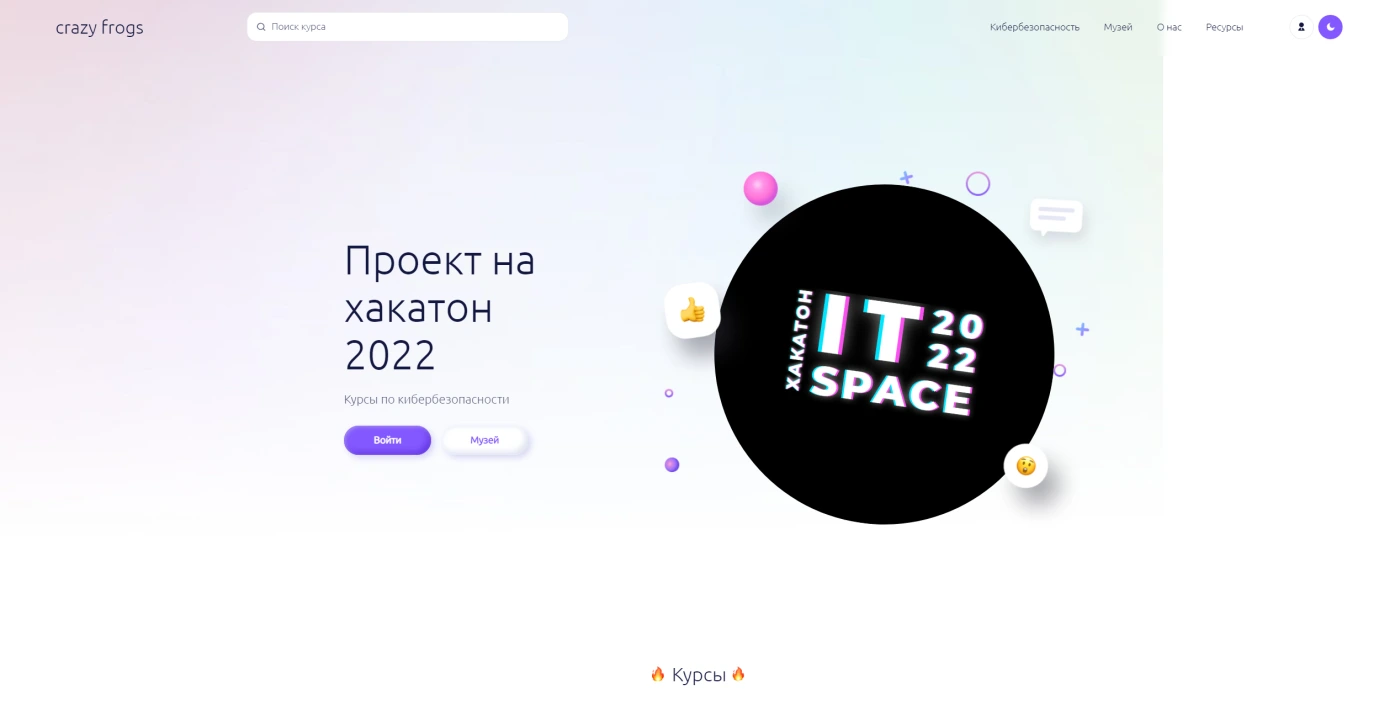 crazy frogs
Поиск курса
Кибербезопасность
Музей
О нас
Ресурсы
Проект на
хакатон
2022
Курсы по кибербезопасности
Войти
Музей
ХАКАТОН
IT
20
22
SPACE
Курсы